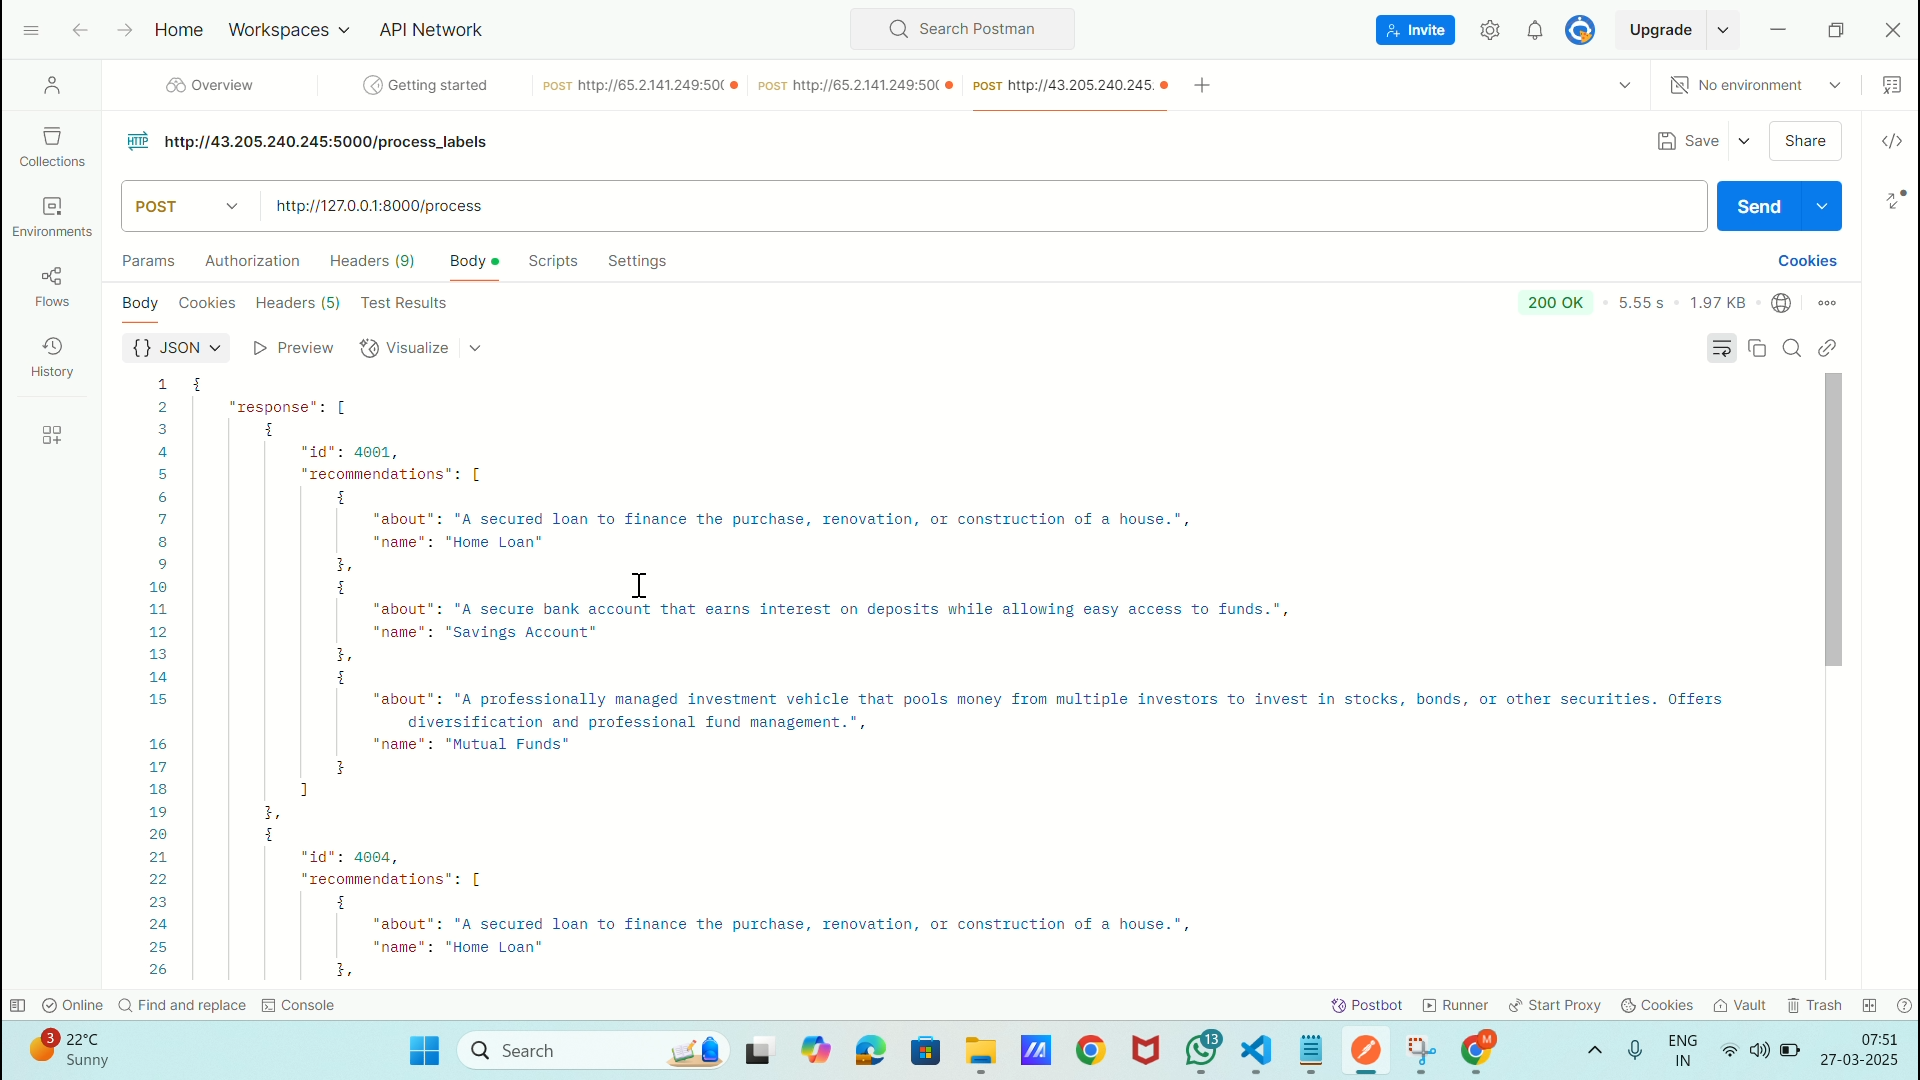 Home Workspaces API Network Search Postman Invite Upgrade
Overview Getting started POST http://65.2.141.249:50( POST http://65.2.141.249:50( POST http://43.205.240.245: No environment
HTTP http://43.205.240.245:5000/process_labels Save Share
POST http://127.0.0.1:8000/process Send
Params Authorization Headers (9) Body Scripts Settings Cookies
Body Cookies Headers (5) Test Results 200 OK 5.55 s 1.97 KB
{} JSON Preview Visualize
Collections
Environments
Flows
History
1 {
2 "response": [
3 {
4 "id": 4001,
5 "recommendations": [
6 {
7 "about": "A secured loan to finance the purchase, renovation, or construction of a house.",
8 "name": "Home Loan"
9 },
10 {
11 "about": "A secure bank account that earns interest on deposits while allowing easy access to funds.",
12 "name": "Savings Account"
13 },
14 {
15 "about": "A professionally managed investment vehicle that pools money from multiple investors to invest in stocks, bonds, or other securities. Offers
diversification and professional fund management.",
16 "name": "Mutual Funds"
17 }
18 ]
19 },
20 {
21 "id": 4004,
22 "recommendations": [
23 {
24 "about": "A secured loan to finance the purchase, renovation, or construction of a house.",
25 "name": "Home Loan"
26 },
Online Find and replace Console Postbot Runner Start Proxy Cookies Vault Trash
3 22°C
Sunny
Search
13
M
ENG
IN
07:51
27-03-2025